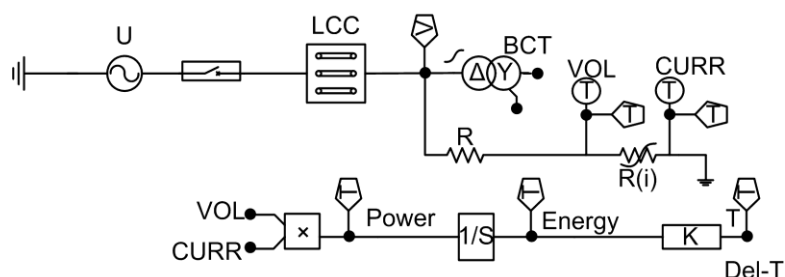 U
LCC
V
BCT
Δ Y
VOL
CURR
T
T
T
T
R
R(i)
VOL
CURR
×
T
Power
1/S
T
Energy
K
T
T
Del-T